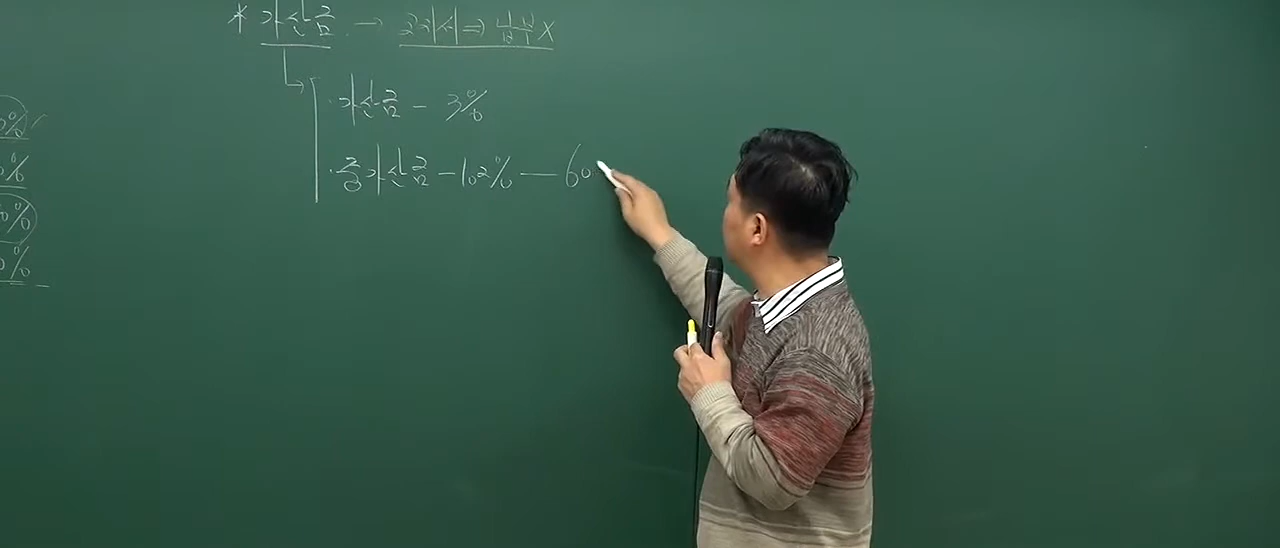 * 가산금 → 고지서 ⇒ 납부 X
· 가산금 - 3%
· 중가산금 - 1.2% — 60